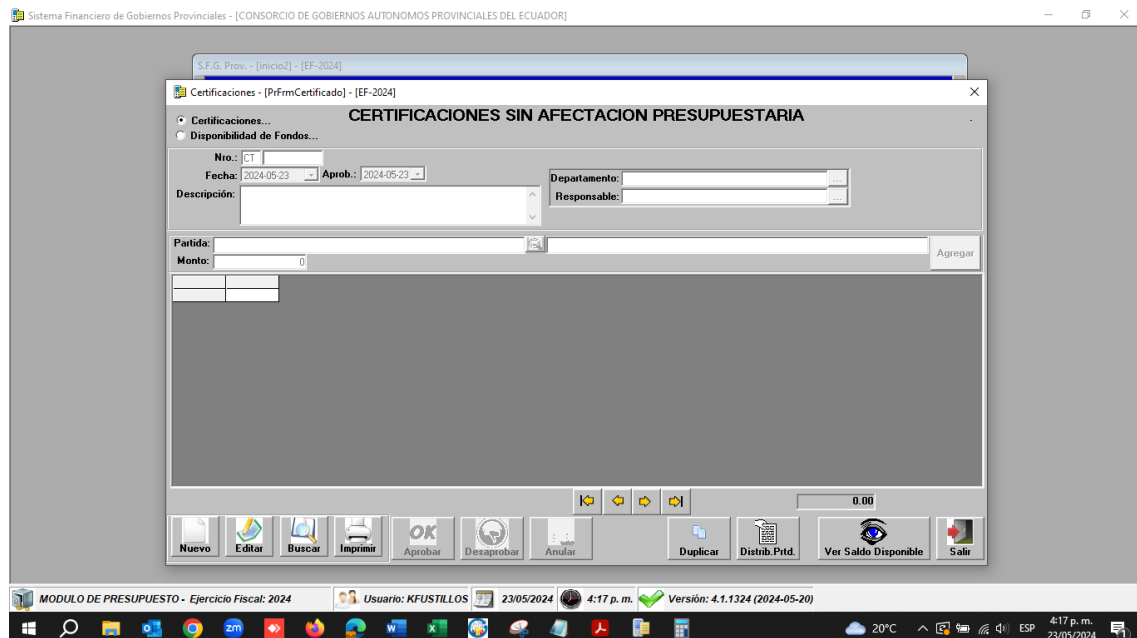 Sistema Financiero de Gobiernos Provinciales - [CONSORCIO DE GOBIERNOS AUTONOMOS PROVINCIALES DEL ECUADOR]
S.F.G. Prov. - [inicio2] - [EF-2024]
Certificaciones - [PrFrmCertificado] - [EF-2024]
CERTIFICACIONES SIN AFECTACION PRESUPUESTARIA
Certificaciones...
Disponibilidad de Fondos...
Nro.: CT
Fecha: 2024-05-23 Aprob.: 2024-05-23
Departamento: ...
Descripción:
Responsable: ...
Partida:
Monto: 0
Agregar
0.00
Nuevo Editar Buscar Imprimir OK Aprobar Desaprobar Anular Duplicar Distrib.Prtd. Ver Saldo Disponible Salir
MODULO DE PRESUPUESTO - Ejercicio Fiscal: 2024 Usuario: KFUSTILLOS 23/05/2024 4:17 p. m. Versión: 4.1.1324 (2024-05-20)
zm 20°C ESP 4:17 p. m.
23/05/2024